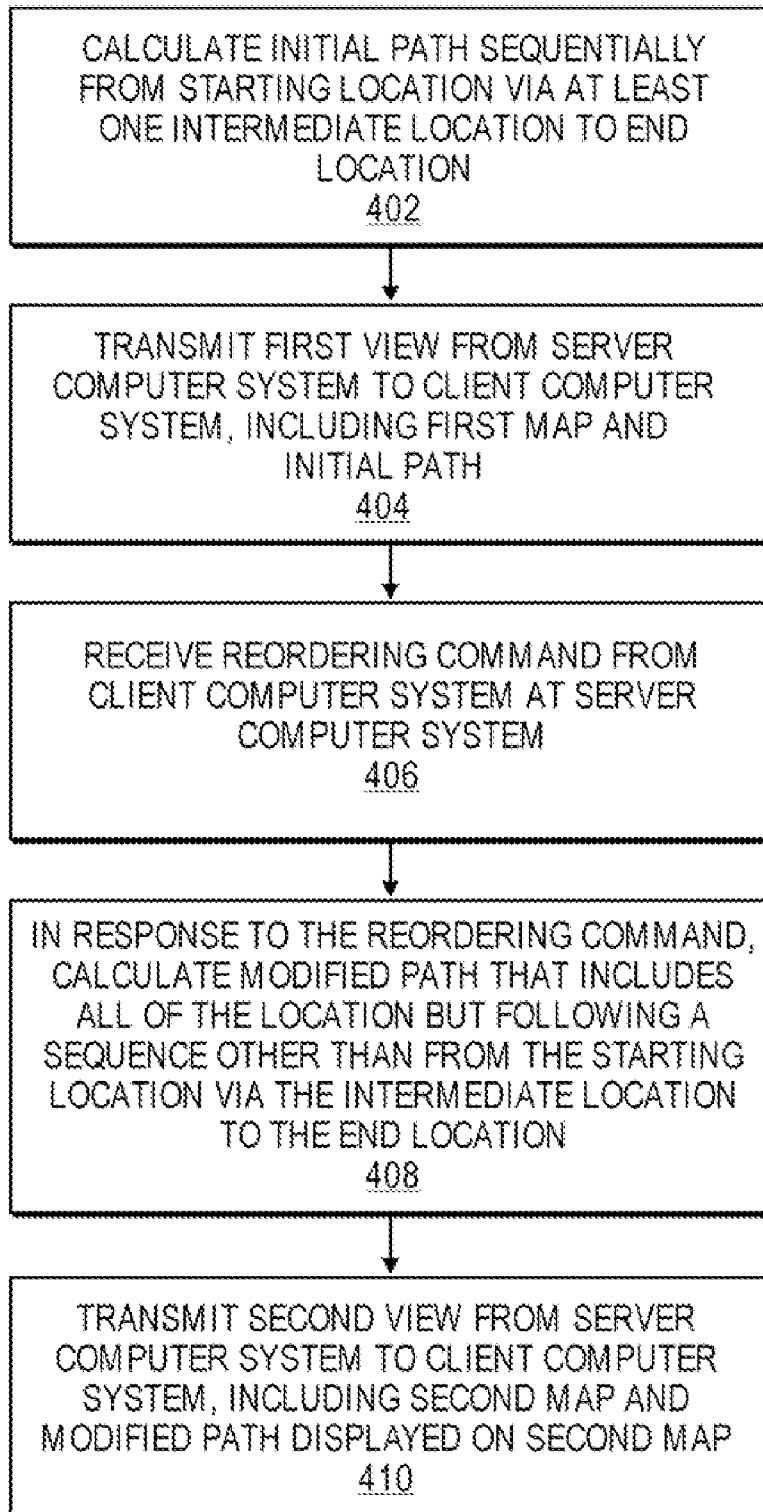 CALCULATE INITIAL PATH SEQUENTIALLY
FROM STARTING LOCATION VIA AT LEAST
ONE INTERMEDIATE LOCATION TO END
LOCATION
402
TRANSMIT FIRST VIEW FROM SERVER
COMPUTER SYSTEM TO CLIENT COMPUTER
SYSTEM, INCLUDING FIRST MAP AND
INITIAL PATH
404
RECEIVE REORDERING COMMAND FROM
CLIENT COMPUTER SYSTEM AT SERVER
COMPUTER SYSTEM
406
IN RESPONSE TO THE REORDERING COMMAND,
CALCULATE MODIFIED PATH THAT INCLUDES
ALL OF THE LOCATION BUT FOLLOWING A
SEQUENCE OTHER THAN FROM THE STARTING
LOCATION VIA THE INTERMEDIATE LOCATION
TO THE END LOCATION
408
TRANSMIT SECOND VIEW FROM SERVER
COMPUTER SYSTEM TO CLIENT COMPUTER
SYSTEM, INCLUDING SECOND MAP AND
MODIFIED PATH DISPLAYED ON SECOND MAP
410